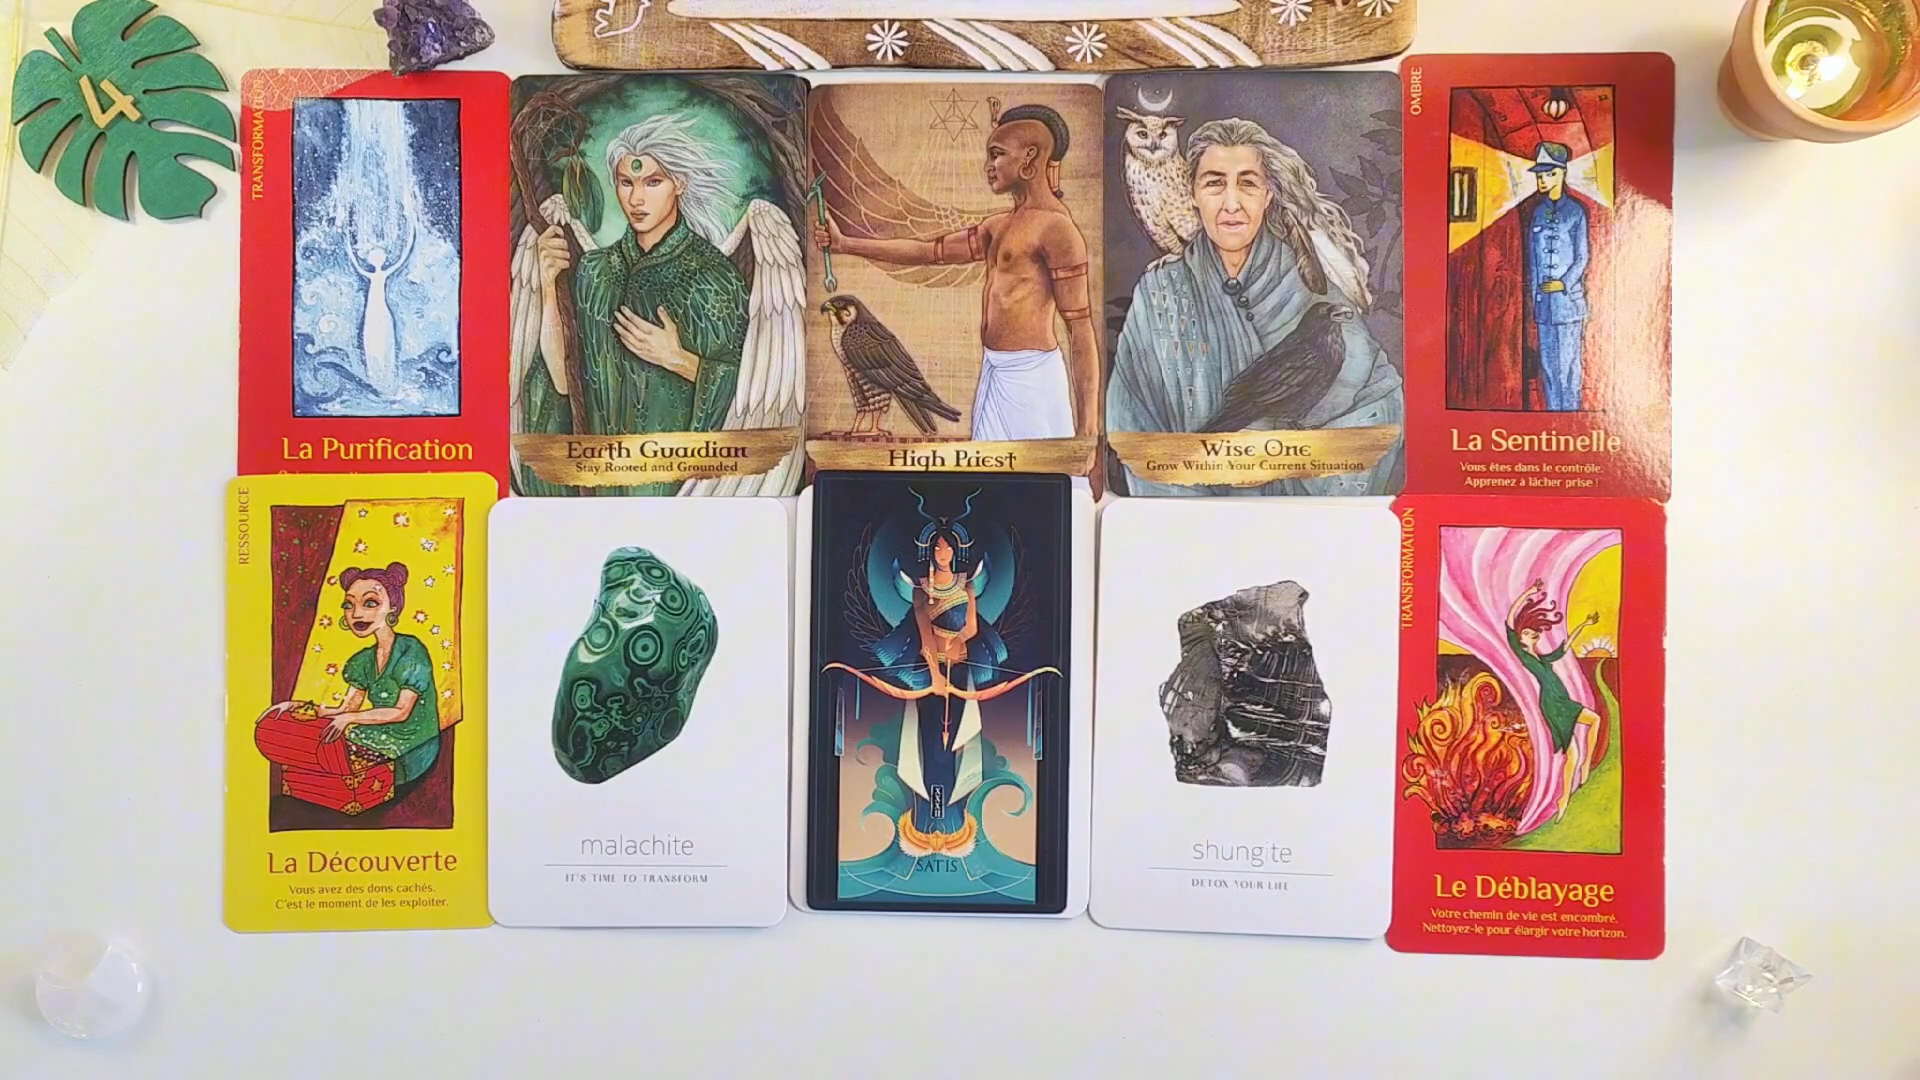 4
TRANSFORMATION
La Purification
Earth Guardian
Stay Rooted and Grounded
High Priest
Wise One
Grow Within Your Current Situation
OMBRE
La Sentinelle
Vous êtes dans le contrôle.
Apprenez à lâcher prise !
RESSOURCE
La Découverte
Vous avez des dons cachés.
C'est le moment de les exploiter.
malachite
IT'S TIME TO TRANSFORM
SATIS
shungite
DETOX YOUR LIFE
TRANSFORMATION
Le Déblayage
Votre chemin de vie est encombré.
Nettoyez-le pour élargir votre horizon.